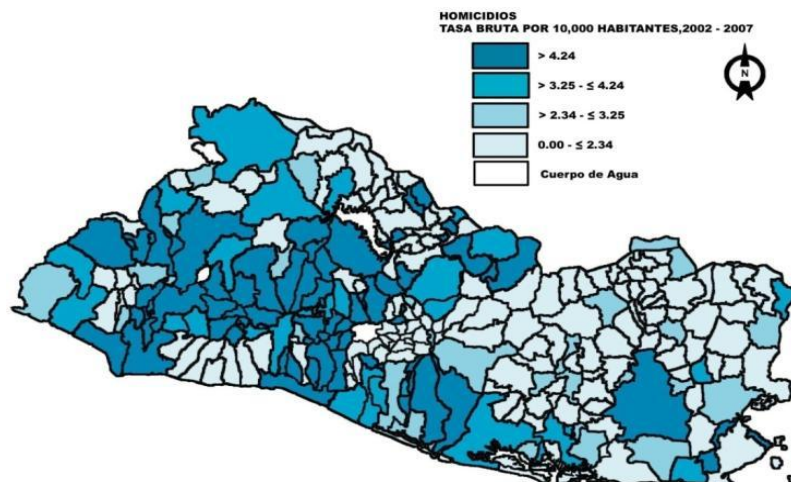 HOMICIDIOS
TASA BRUTA POR 10,000 HABITANTES,2002 - 2007
> 4.24
> 3.25 - ≤ 4.24
> 2.34 - ≤ 3.25
0.00 - ≤ 2.34
Cuerpo de Agua
N